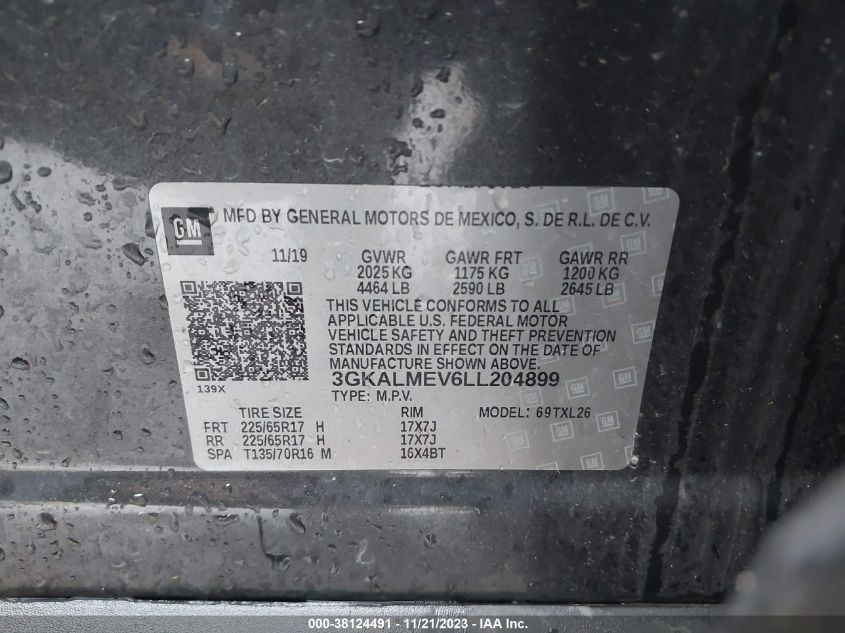 GM MFD BY GENERAL MOTORS DE MEXICO, S. DE R.L. DE C.V.
11/19 GVWR GAWR FRT GAWR RR
2025 KG 1175 KG 1200 KG
4464 LB 2590 LB 2645 LB
THIS VEHICLE CONFORMS TO ALL
APPLICABLE U.S. FEDERAL MOTOR
VEHICLE SAFETY AND THEFT PREVENTION
STANDARDS IN EFFECT ON THE DATE OF
MANUFACTURE SHOWN ABOVE.
139X
3GKALMEV6LL204899
TYPE: M.P.V.
TIRE SIZE RIM MODEL: 69TXL26
FRT 225/65R17 H 17X7J
RR 225/65R17 H 17X7J
SPA T135/70R16 M 16X4BT
000-38124491 - 11/21/2023 - IAAI, Inc.